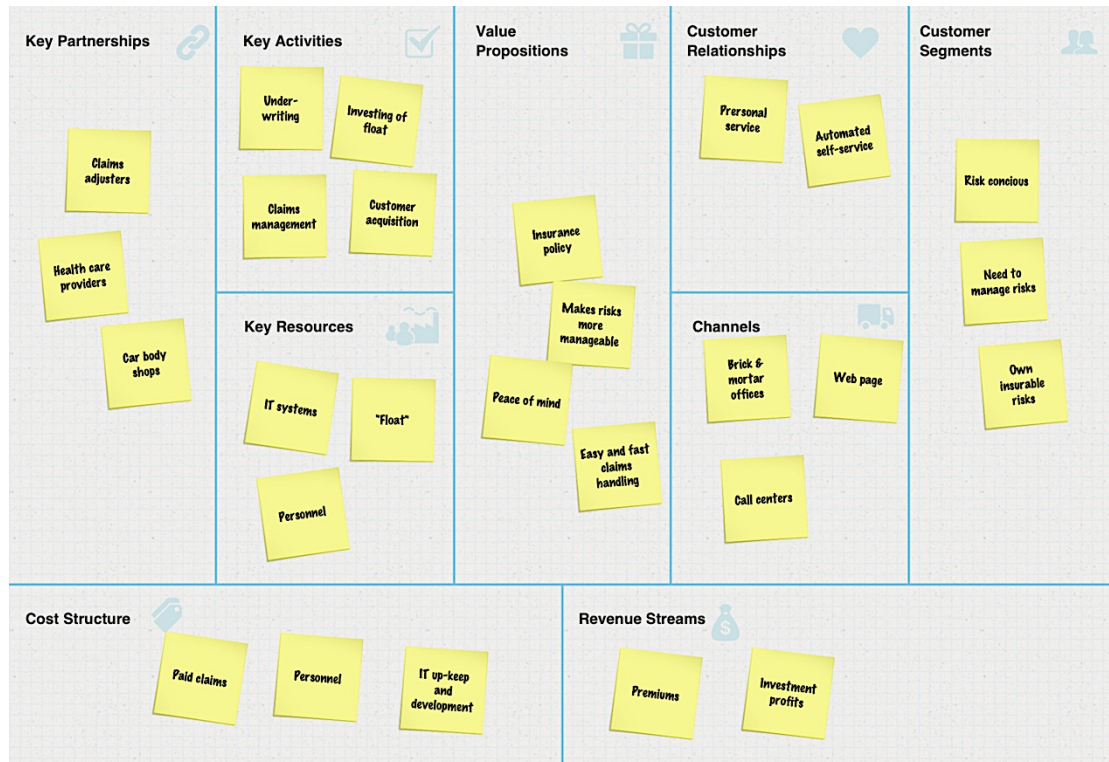 Key Partnerships
Claims
adjusters
Health care
providers
Car body
shops
Key Activities
Under-
writing
Investing of
float
Claims
management
Customer
acquisition
Key Resources
IT systems
"Float"
Personnel
Value
Propositions
Insurance
policy
Makes risks
more
manageable
Peace of mind
Easy and fast
claims
handling
Customer
Relationships
Prersonal
service
Automated
self-service
Channels
Brick &
mortar
offices
Web page
Call centers
Customer
Segments
Risk concious
Need to
manage risks
Own
insurable
risks
Cost Structure
Paid claims
Personnel
IT up-keep
and
development
Revenue Streams
$
Premiums
Investment
profits